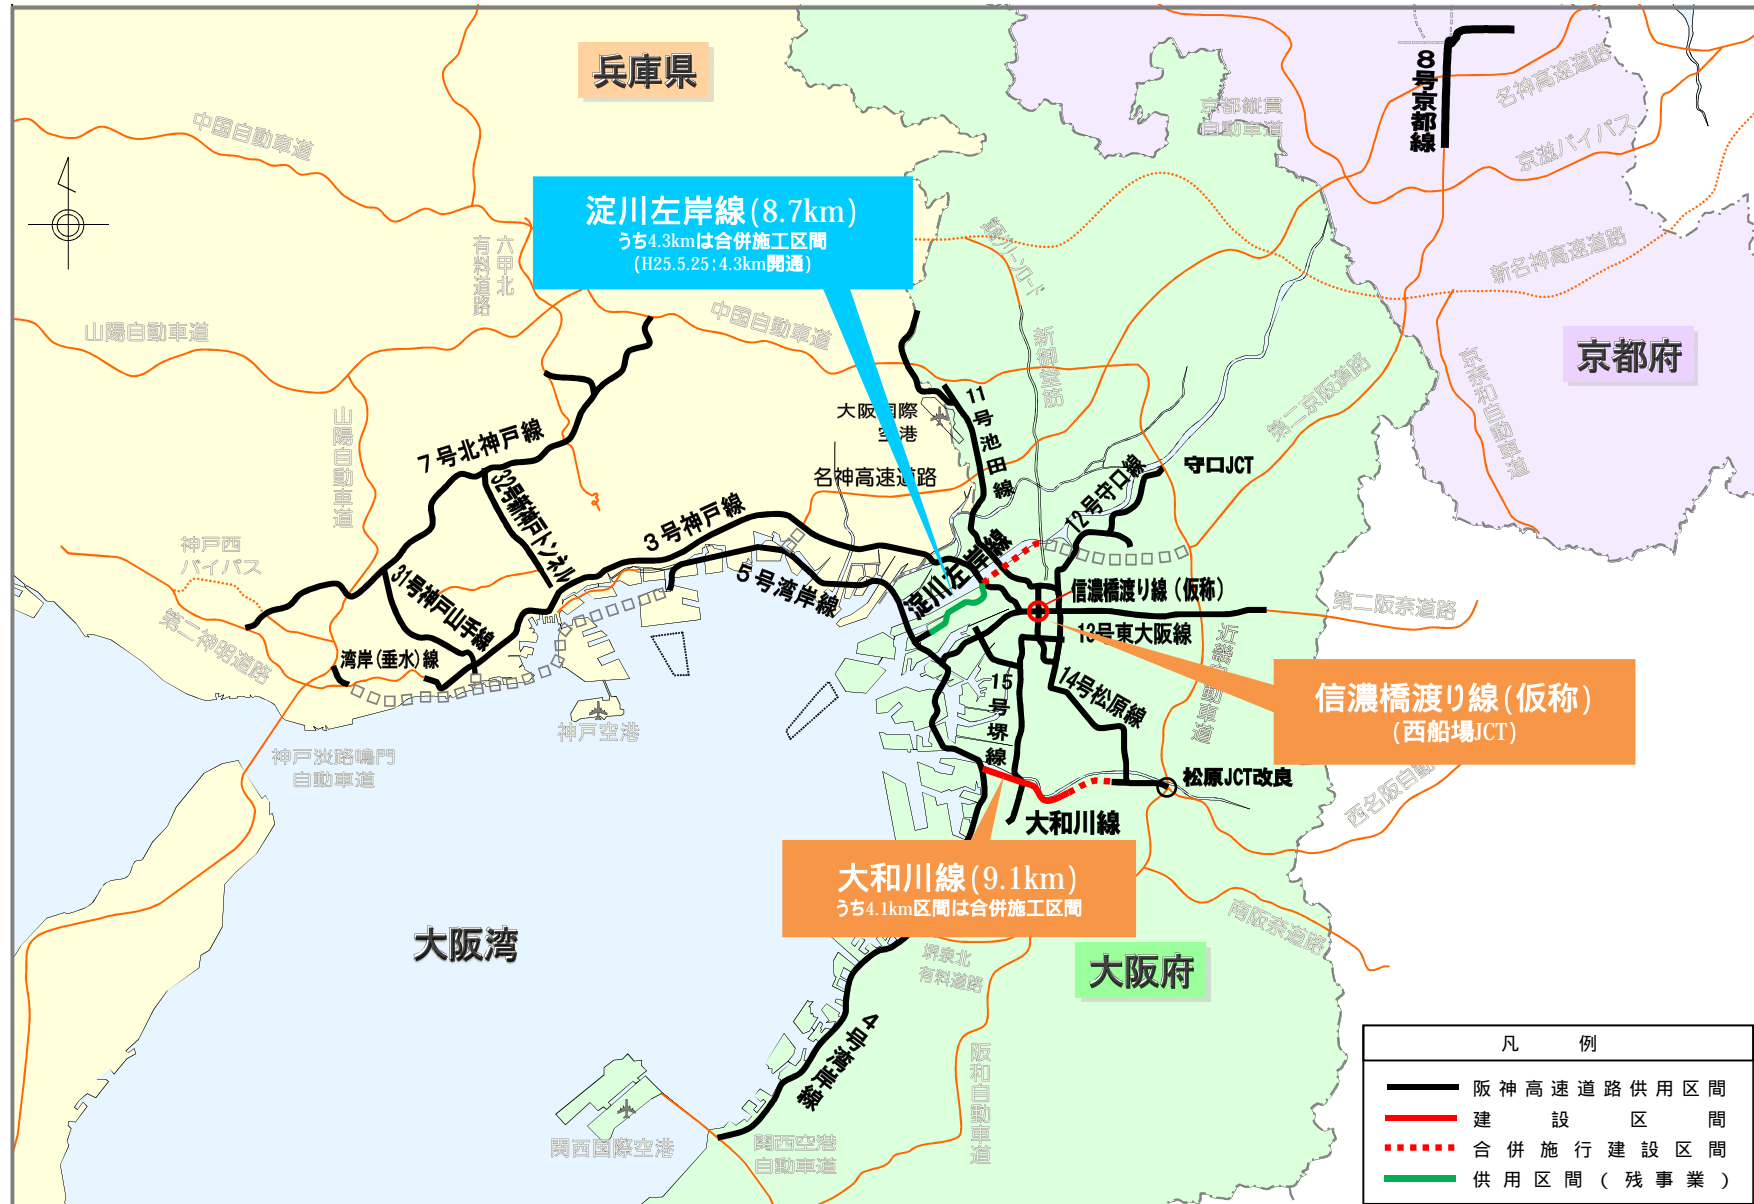 兵庫県
8号京都線
名神高速道路
京都縦貫
自動車道
京滋バイパス
中国自動車道
淀川左岸線(8.7km)
うち4.3kmは合併施工区間
(H25.5.25:4.3km開通)
六甲北
有料道路
新名神高速道路
中国自動車道
山陽自動車道
新御堂筋
京都府
第二京阪道路
京奈和自動車道
山陽自動車道
大阪国際
空港
11号池田線
7号北神戸線
名神高速道路
12号守口線
守口JCT
32号新神戸トンネル
3号神戸線
神戸西
バイパス
31号神戸山手線
5号湾岸線
淀川左岸線
信濃橋渡り線(仮称)
第二阪奈道路
13号東大阪線
近畿自動車道
第二神明道路
湾岸(垂水)線
15号堺線
14号松原線
信濃橋渡り線(仮称)
(西船場JCT)
神戸空港
神戸淡路鳴門
自動車道
松原JCT改良
西名阪自動
大和川線
大和川線(9.1km)
うち4.1km区間は合併施工区間
南阪奈道路
大阪湾
堺泉北
有料道路
大阪府
4号湾岸線
阪和自動車道
関西国際空港
関西空港
自動車道
凡 例
阪神高速道路供用区間
建設区間
合併施行建設区間
供用区間(残事業)